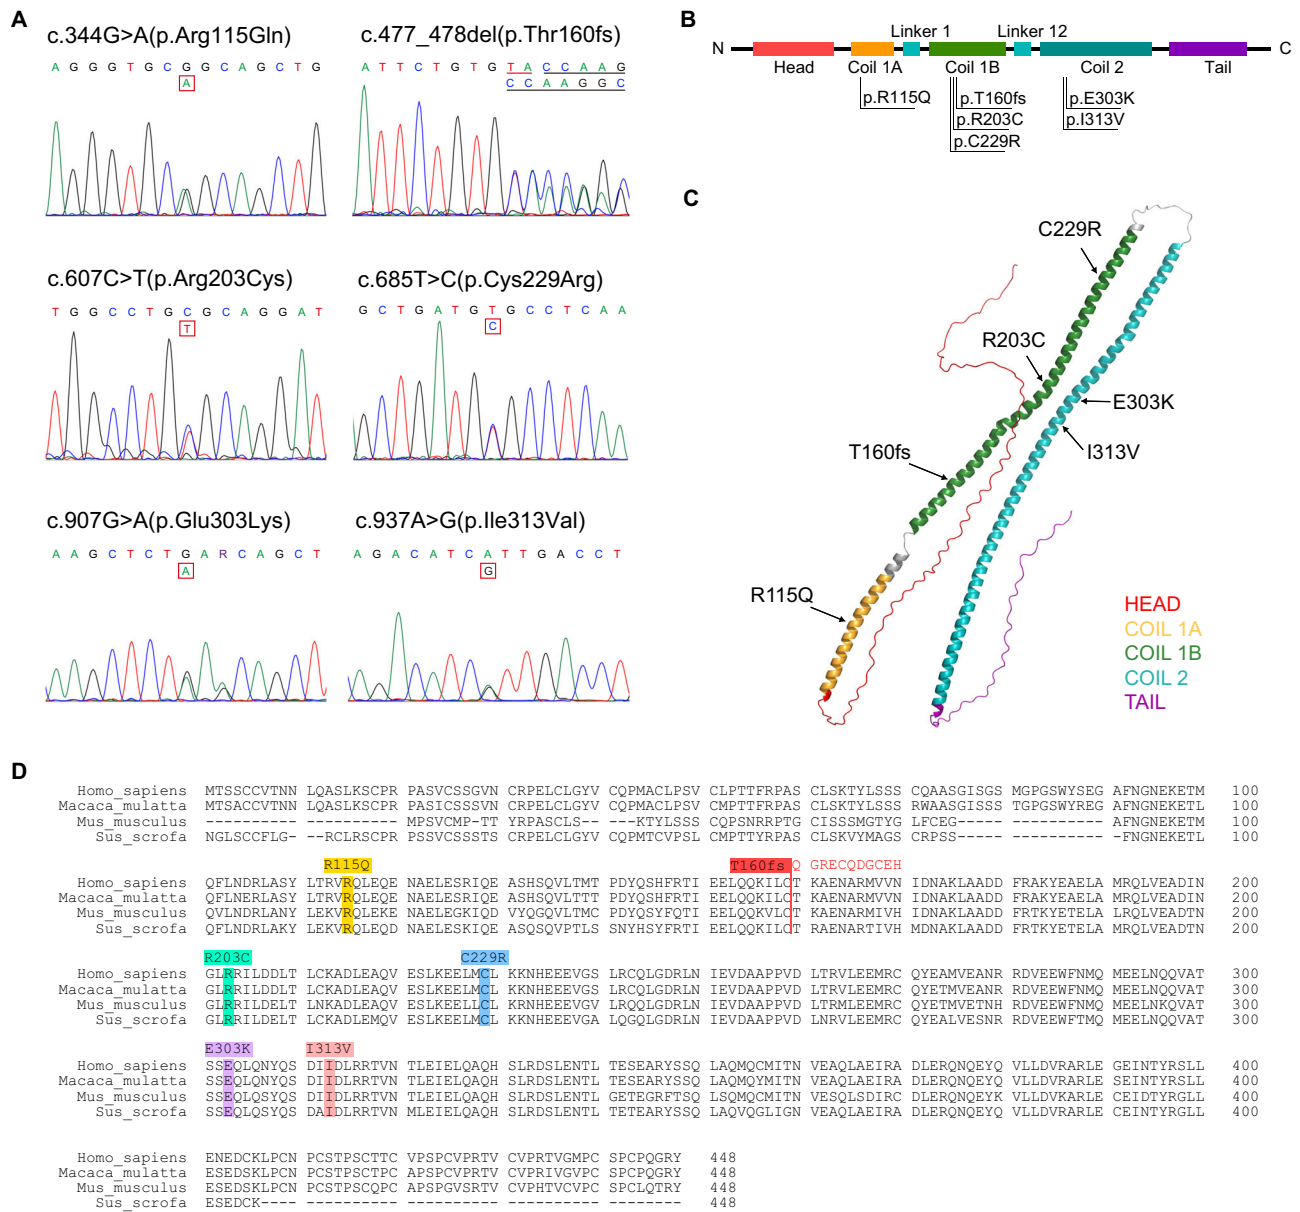 A
c.344G>A(p.Arg115Gln)
A G G G T G C G G C A G C T G
A
c.477_478del(p.Thr160fs)
A T T C T G T G T A C C A A G
C C A A G G C
c.607C>T(p.Arg203Cys)
T G G C C T G C G C A G G A T
T
c.685T>C(p.Cys229Arg)
G C T G A T G T G C C T C A A
C
c.907G>A(p.Glu303Lys)
A A G C T C T G A R C A G C T
A
c.937A>G(p.Ile313Val)
A G A C A T C A T T G A C C T
G
B
Linker 1 Linker 12
N C
Head Coil 1A Coil 1B Coil 2 Tail
p.R115Q p.T160fs p.E303K
p.R203C p.I313V
p.C229R
C
C229R
R203C
E303K
T160fs
I313V
R115Q
HEAD
COIL 1A
COIL 1B
COIL 2
TAIL
D
Homo_sapiens MTSSCCVTNN LQASLKSCPR PASVCSSGVN CRPELCLGYV CQPMACLPSV CLPTTFRPAS CLSKTYLSSS CQAASGISGS MGPGSWYSEG AFNGNEKETM 100
Macaca_mulatta MTSACCVTNN LQASLKSCPR PASICSSSVN CRPELCLGYV CQPMACLPSV CMPTTFLPAS CLSKTYLSSS RWAASGISSS TGPGSWYSEG AFNGNEKETM 100
Mus_musculus ---------- ---------- -MPSVCMP-TT YYRPASCLS- ---KTYLSSS CQPSNRRPTG CISSSMGTYG LFCEG----- ---------- AFNGNEKETM 100
Sus_scrofa NGLSCCFLG- --RCLRSCPR PSSVCSSSTS CRPELCLGYV CQPMTCVPSL CMPTTFRPAS CLSKVYMAGS CRPSS----- ---------- -FNGNEKETL 100
R115Q T160fs Q GRECQDGCEH
Homo_sapiens QFLNDRLASY LTRVRQLEQE NAELESRIQE ASHSQVLTMT PDYQSHFRTI EELQQKILCT KAENARMVVN IDNAKLAADD FRAKYEAELA MRQLVEADIN 200
Macaca_mulatta QFLNERLASY LEKVRQLEQE NAELESRIQE ASHSQVLTTT PDYQSHFRTI EELQQKILCT KAENARMVVN IDNAKLAADD FRTKYEAELA MRQLVEADIN 200
Mus_musculus QVLNDRLANY LEKVRQLEKE NAELEGKIQD VYQGQVLTMC PDYQSYFQTI EELQQKVLCT KAENARMIVH IDNAKLAADD FRTKYETELA LRQLVEADTN 200
Sus_scrofa QFLNDRLAKY LEKVRQLEQD NAELESKIQE ASQSQVPTLS SNYHSYFRTI EELQQKVLCT RAENARTIVH MDNAKLAADD FRTKYETELA MRQLVEADTN 200
R203C C229R
Homo_sapiens GLRRILDDLT LCKADLEAQV ESLKEELMCL KKNHEEEVGS LRCQLGDRLN IEVDAAPPVD LTRVLEEMRC QYEAMVEANR RDVEEWFNMQ MEELNQQVAT 300
Macaca_mulatta GLRRILDDLT LCKADLEAQV ESLKEELMCL KKNHEEEVGS LRCQLGDRLN IEVDAAPPVD LTRVLEEMRC QYETMVEANR RDVEEWFNMQ MEELNQQVAT 300
Mus_musculus GLRRILDELT LNKADLEAQV ESLKEELLCL KKNHEEEVGV LRQQLGDRLN IEVDAAPPVD LTRMLEEMRC QYETMVETNH RDVEEWFNMQ MEELNKQVAT 300
Sus_scrofa GLRRILDELT LCKADLEMQV ESLKEELMCL KKNHEEEVGA LQGQLGDRLN IEVDAAPPVD LNRVLEEMRC QYEALVESNR RDVEEWFTMQ MEELNQQVAT 300
E303K I313V
Homo_sapiens SSEQLQNYQS DIIDLRRTVN TLEIELQAQH SLRDSLENTL TESEARYSSQ LAQMQCMITN VEAQLAEIRA DLERQNQEYQ VLLDVRARLE GEINTYRSLL 400
Macaca_mulatta SSEQLQSYQS DIIDLRRTVN TLEIELQAQH SLRDSLENTL TESEARYSSQ LAQMQYMITN VEAQLAEIRA DLERQNQEYQ VLLDVRARLE CEINTYRSLL 400
Mus_musculus SSEQLQSYQS DIIDLRRTVN TLEIELQAQH SLRDSLENTL GETEGRFTSQ LSQMQCMITN VESQLSDIRC DLERQNQEYK VLLDVKARLE CEINTYRGLL 400
Sus_scrofa SSEQLQSYQS DAIDLRRTVN MLEIELQAQH SLRDSLENTL TETEARYSSQ LAQVQGLIGN VEAQLAEIRA DLERQNQEYQ VLLDVRARLE CEINTYRGLL 400
Homo_sapiens ENEDCKLPCN PCSTPSCTTC VPSPCVPRTV CVPRTVGMPC SPCPQGRY 448
Macaca_mulatta ESEDSKLPCN PCSTPSCTPC APSPCVPRTV CVPRIVGVPC SPCPQGRY 448
Mus_musculus ESEDSKLPCN PCSTPSCQPC APSPGVSRTV CVPHTVCVPC SPCLQTRY 448
Sus_scrofa ESEDCK---- ---------- ---------- ---------- -------- 448